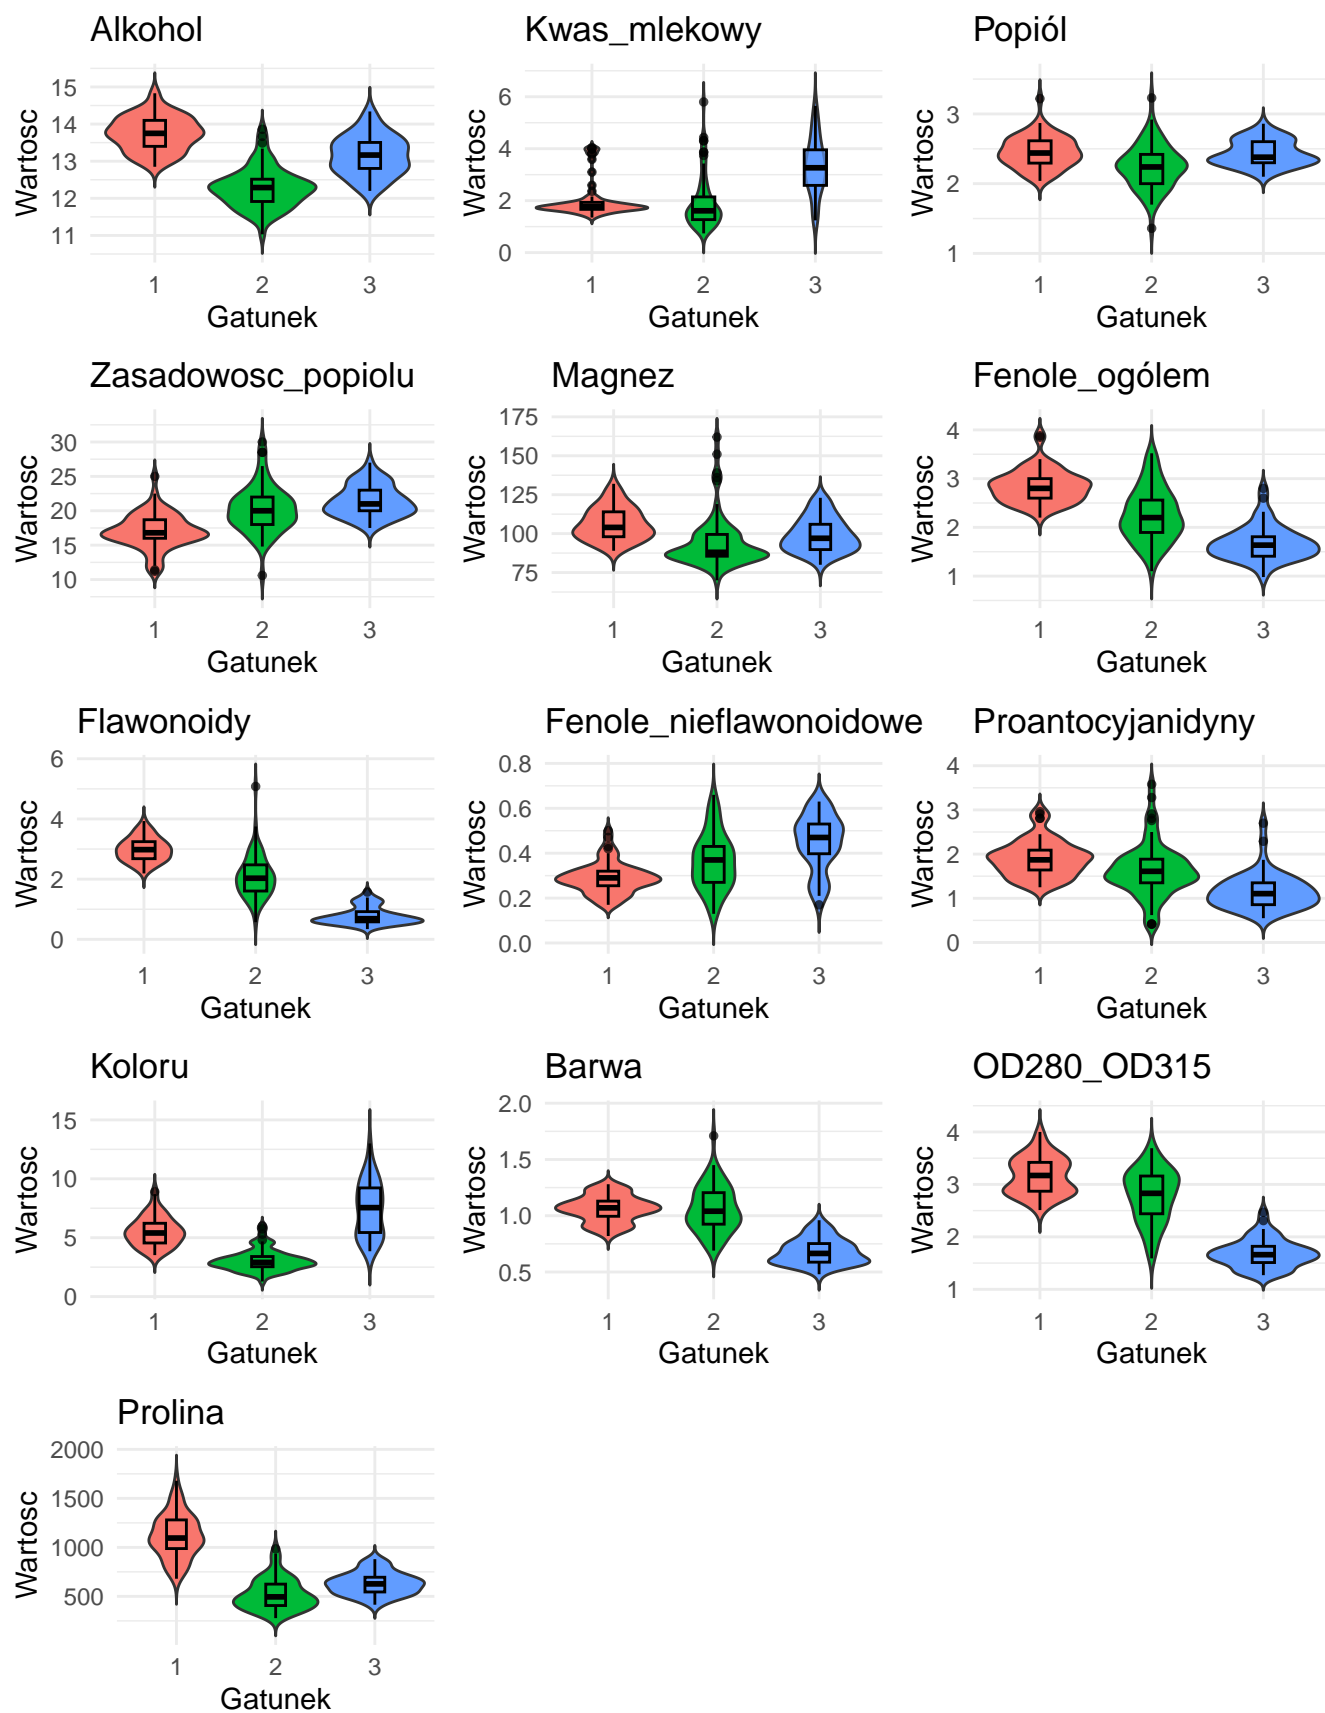 Alkohol
Wartosc
15
14
13
12
11
1 2 3
Gatunek
Kwas_mlekowy
Wartosc
6
4
2
0
1 2 3
Gatunek
Popiól
Wartosc
3
2
1
1 2 3
Gatunek
Zasadowosc_popiolu
Wartosc
30
25
20
15
10
1 2 3
Gatunek
Magnez
Wartosc
175
150
125
100
75
1 2 3
Gatunek
Fenole_ogólem
Wartosc
4
3
2
1
1 2 3
Gatunek
Flawonoidy
Wartosc
6
4
2
0
1 2 3
Gatunek
Fenole_nieflawonoidowe
Wartosc
0.8
0.6
0.4
0.2
0.0
1 2 3
Gatunek
Proantocyjanidyny
Wartosc
4
3
2
1
0
1 2 3
Gatunek
Koloru
Wartosc
15
10
5
0
1 2 3
Gatunek
Barwa
Wartosc
2.0
1.5
1.0
0.5
1 2 3
Gatunek
OD280_OD315
Wartosc
4
3
2
1
1 2 3
Gatunek
Prolina
Wartosc
2000
1500
1000
500
1 2 3
Gatunek